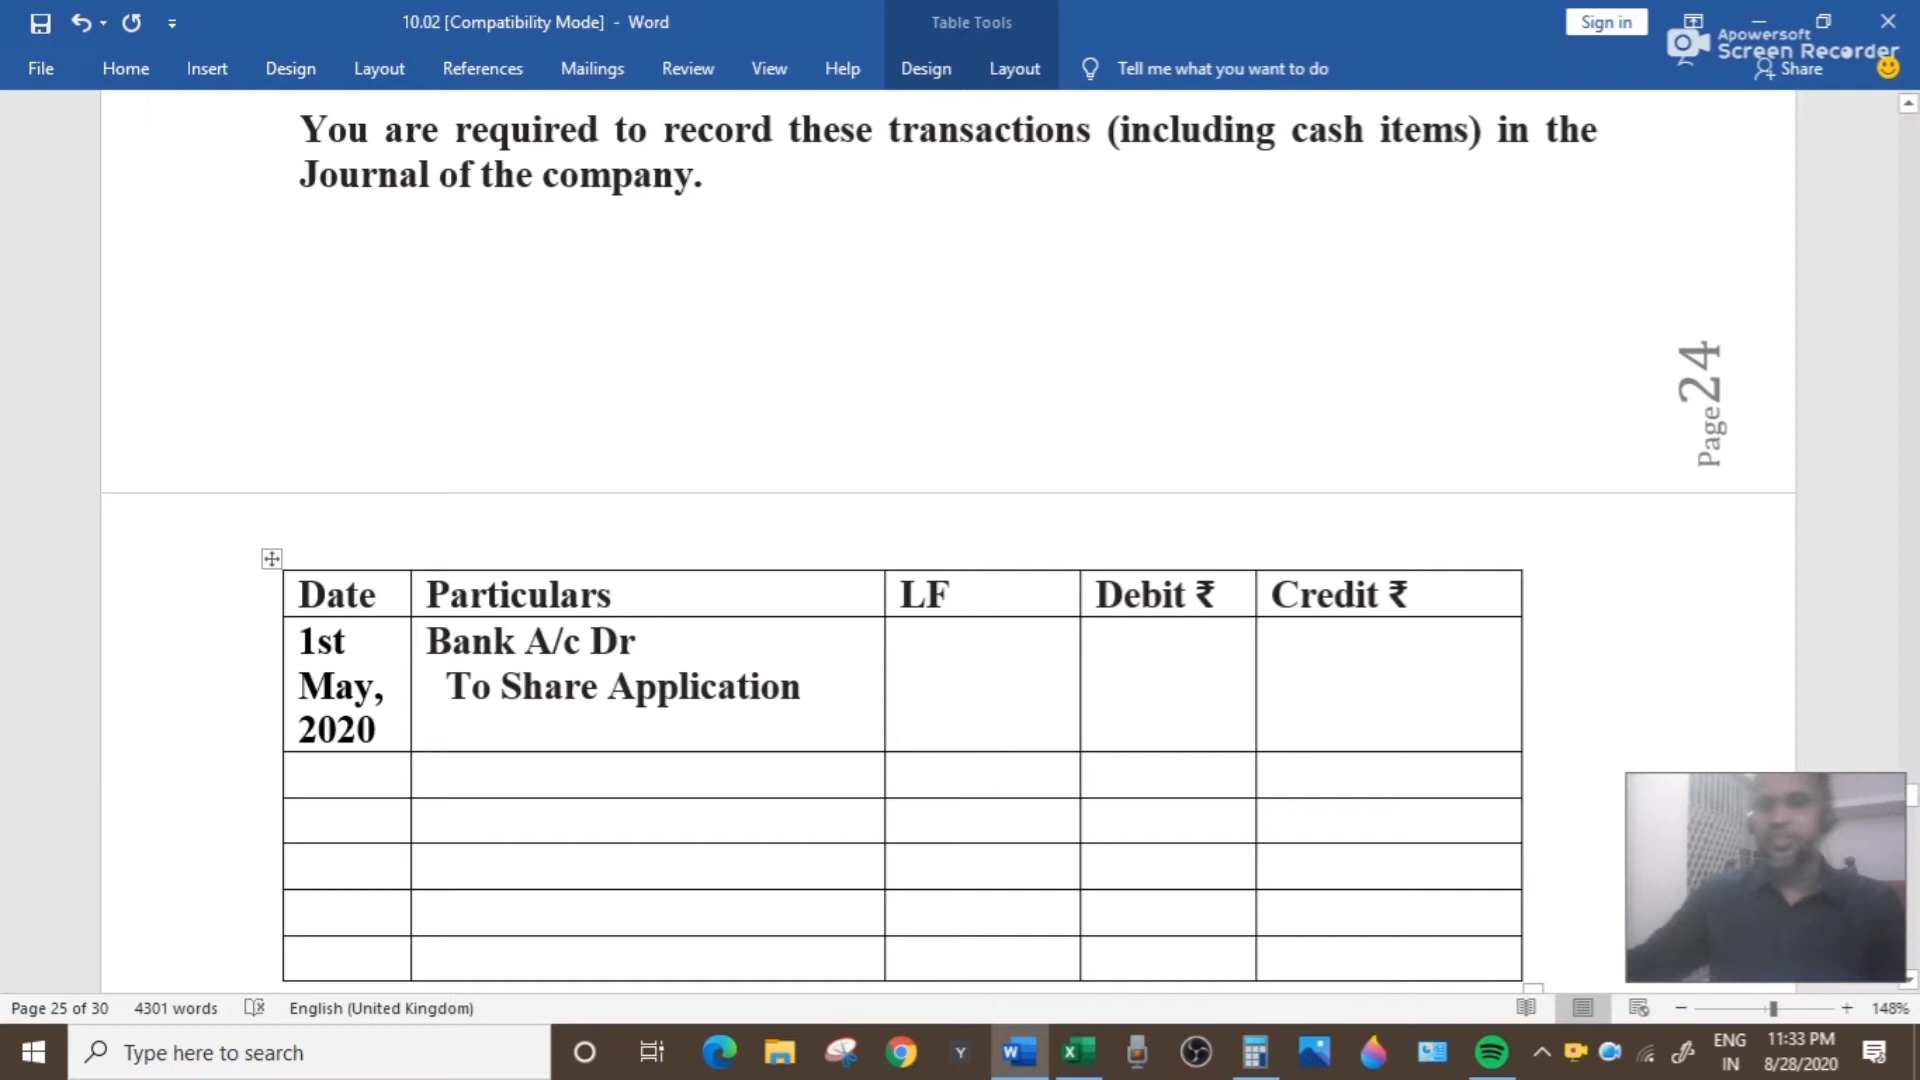 10.02 [Compatibility Mode] - Word
Table Tools
Sign in
Apowersoft
Screen Recorder
File Home Insert Design Layout References Mailings Review View Help Design Layout Tell me what you want to do Share
You are required to record these transactions (including cash items) in the
Journal of the company.
Page 24
Date Particulars LF Debit ₹ Credit ₹
1st Bank A/c Dr
May, To Share Application
2020
Page 25 of 30 4301 words English (United Kingdom) 148%
Type here to search
ENG 11:33 PM
IN 8/28/2020